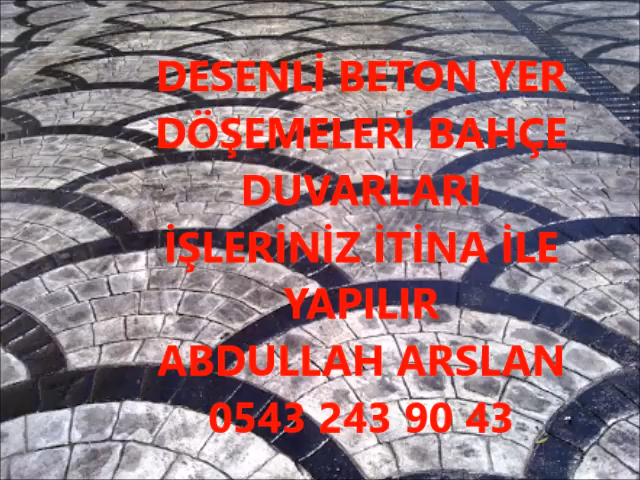 DESENLİ BETON YER
DÖŞEMELERİ BAHÇE
DUVARLARI
İŞLERİNİZ İTİNA İLE
YAPILIR
ABDULLAH ARSLAN
0543 243 90 43